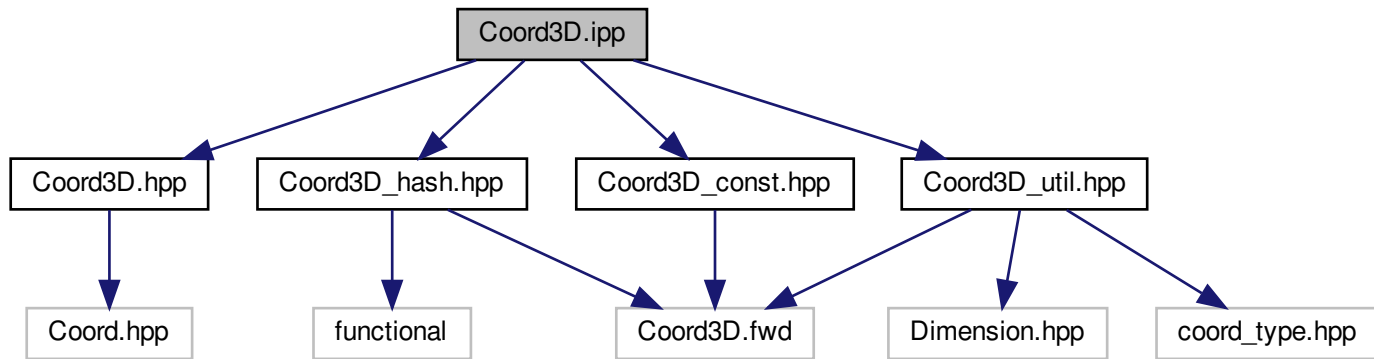 Coord3D.ipp
Coord3D.hpp
Coord3D_hash.hpp
Coord3D_const.hpp
Coord3D_util.hpp
Coord.hpp
functional
Coord3D.fwd
Dimension.hpp
coord_type.hpp